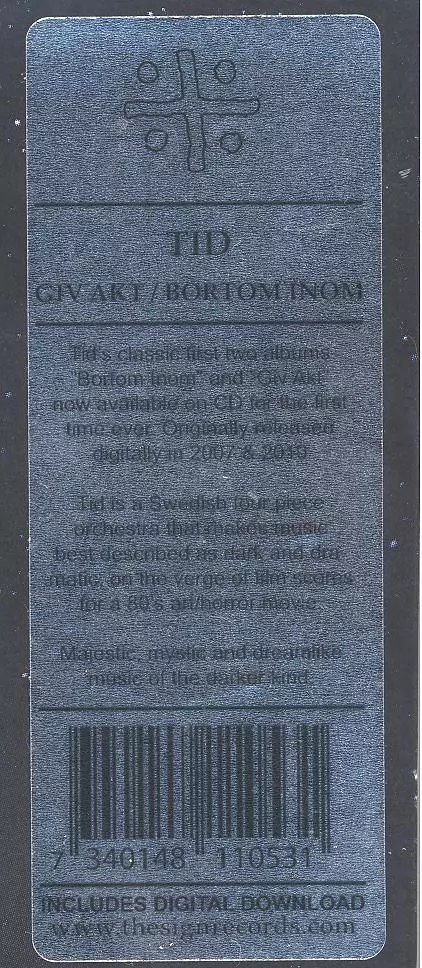 TID
GIV AKT / BORTOM INOM
Tid's classic first two albums
"Bortom Inom" and "Giv Akt"
now available on CD for the first
time ever. Originally released
digitally in 2007 & 2010.
Tid is a Swedish four piece
orchestra that makes music
best described as dark and dra-
matic, on the verge of film scores
for a 80's art/horror movie.
Majestic, mystic and dreamlike
music of the darker kind.
7 340148 110531
INCLUDES DIGITAL DOWNLOAD
www.thesignrecords.com